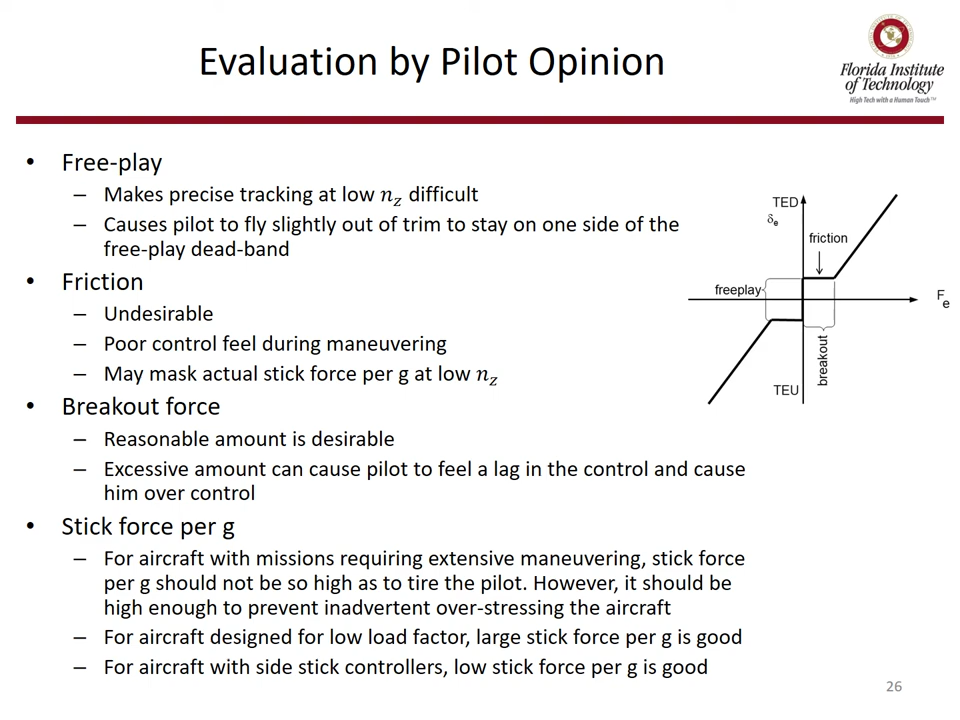 Evaluation by Pilot Opinion
Florida Institute
of Technology
High Tech with a Human Touch™
• Free-play
– Makes precise tracking at low n_z difficult
– Causes pilot to fly slightly out of trim to stay on one side of the
free-play dead-band
• Friction
– Undesirable
– Poor control feel during maneuvering
– May mask actual stick force per g at low n_z
• Breakout force
– Reasonable amount is desirable
– Excessive amount can cause pilot to feel a lag in the control and cause
him over control
• Stick force per g
– For aircraft with missions requiring extensive maneuvering, stick force
per g should not be so high as to tire the pilot. However, it should be
high enough to prevent inadvertent over-stressing the aircraft
– For aircraft designed for low load factor, large stick force per g is good
– For aircraft with side stick controllers, low stick force per g is good
TED
δe
friction
freeplay
Fe
breakout
TEU
26